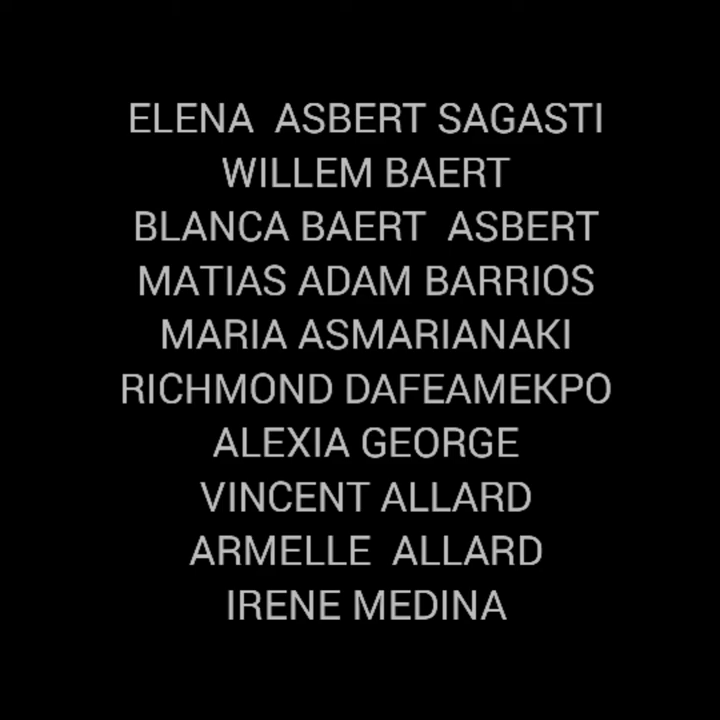 ELENA  ASBERT SAGASTI
WILLEM BAERT
BLANCA BAERT  ASBERT
MATIAS ADAM BARRIOS
MARIA ASMARIANAKI
RICHMOND DAFEAMEKPO
ALEXIA GEORGE
VINCENT ALLARD
ARMELLE  ALLARD
IRENE MEDINA